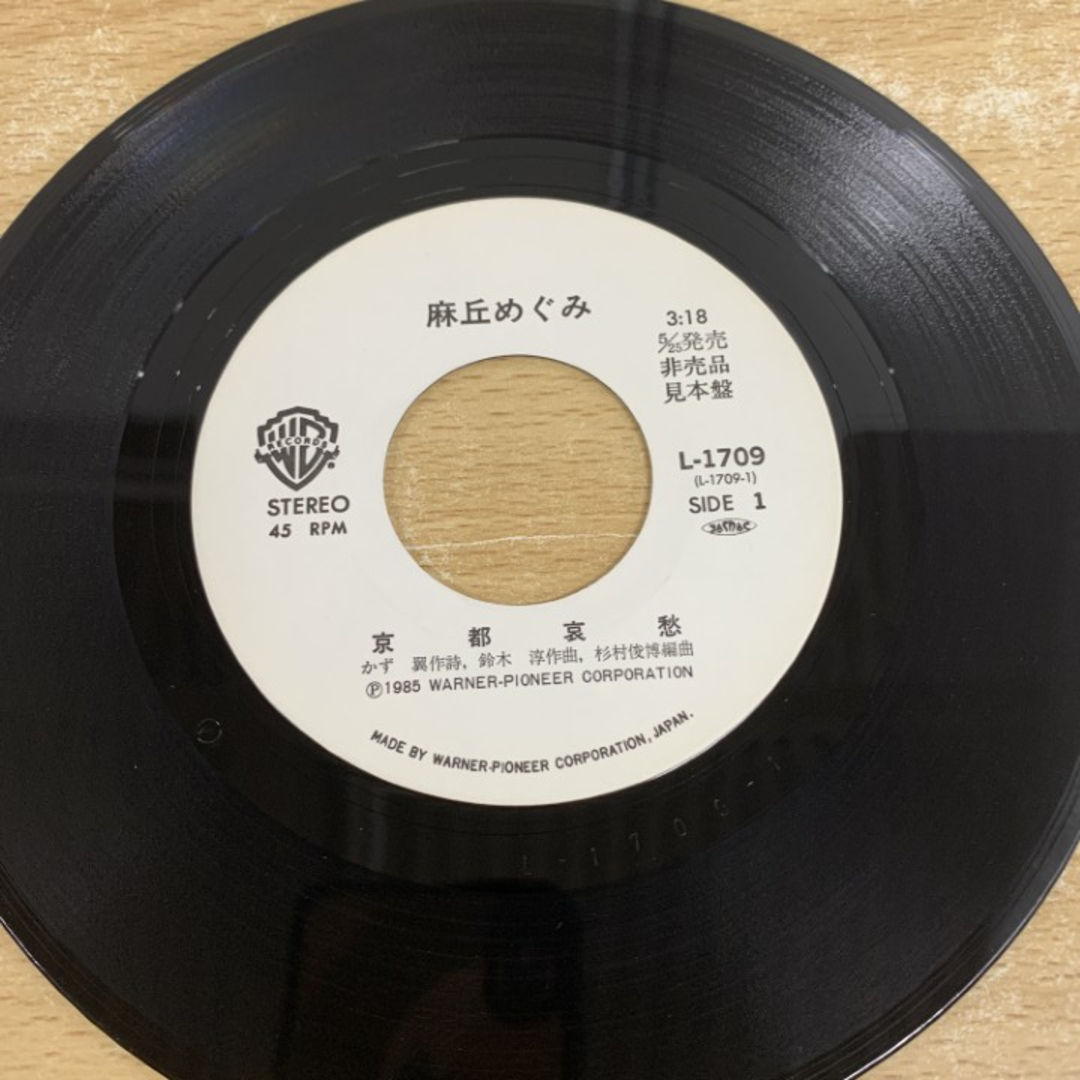 麻丘めぐみ
3:18
5/25発売
非売品
見本盤
RECORDS
STEREO
45 RPM
L-1709
(L-1709-1)
SIDE 1
京都哀愁
かず 翼作詩, 鈴木 淳作曲, 杉村俊博編曲
Ⓟ1985 WARNER-PIONEER CORPORATION
MADE BY WARNER-PIONEER CORPORATION, JAPAN.